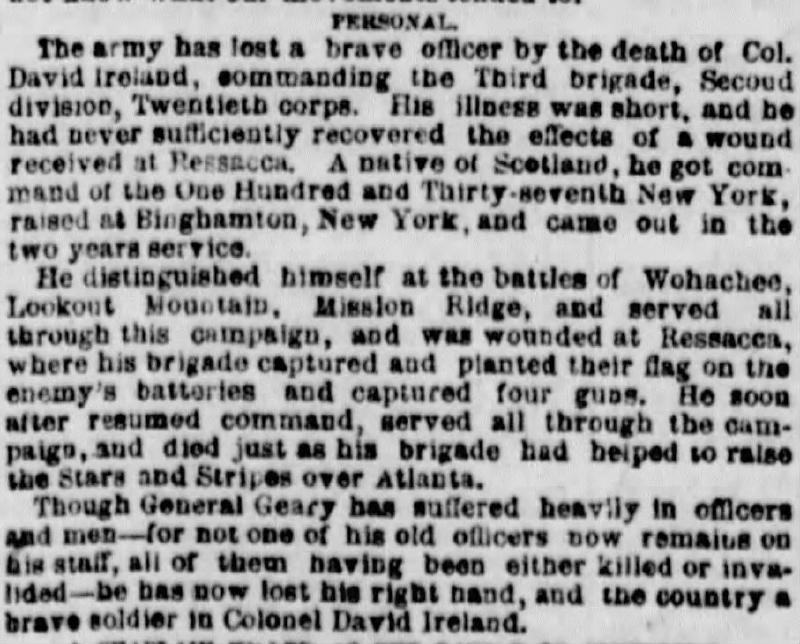 PERSONAL.
The army has lost a brave officer by the death of Col.
David Ireland, commanding the Third brigade, Second
division, Twentieth corps. His illness was short, and he
had never sufficiently recovered the effects of a wound
received at Ressacca. A native of Scotland, he got com-
mand of the One Hundred and Thirty-seventh New York,
raised at Binghamton, New York, and came out in the
two years service.
He distinguished himself at the battles of Wohachee,
Lookout Mountain, Mission Ridge, and served all
through this campaign, and was wounded at Ressacca,
where his brigade captured and planted their flag on the
enemy's batteries and captured four guns. He soon
after resumed command, served all through the cam-
paign, and died just as his brigade had helped to raise
the Stars and Stripes over Atlanta.
Though General Geary has suffered heavily in officers
and men—for not one of his old officers now remains on
his staff, all of them having been either killed or inva-
lided—he has now lost his right hand, and the country a
brave soldier in Colonel David Ireland.